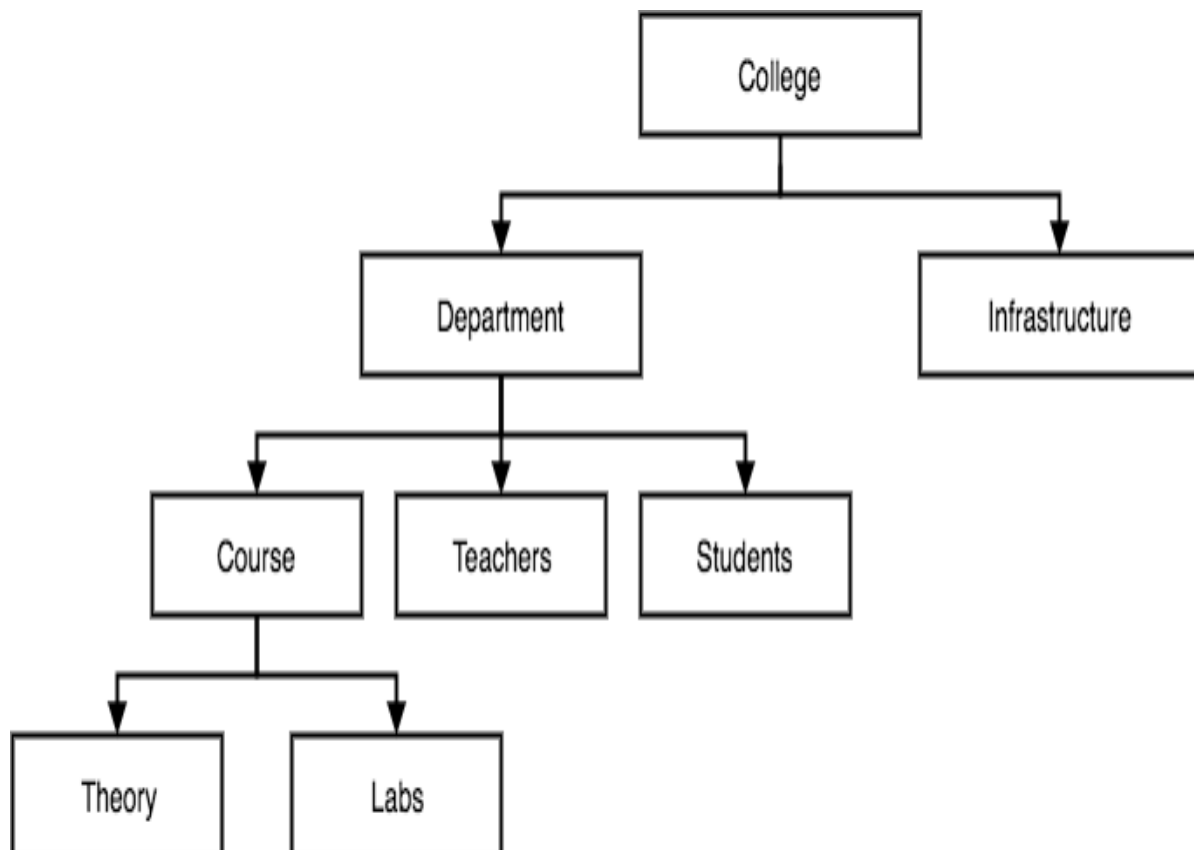 College
Department
Infrastructure
Course
Teachers
Students
Theory
Labs